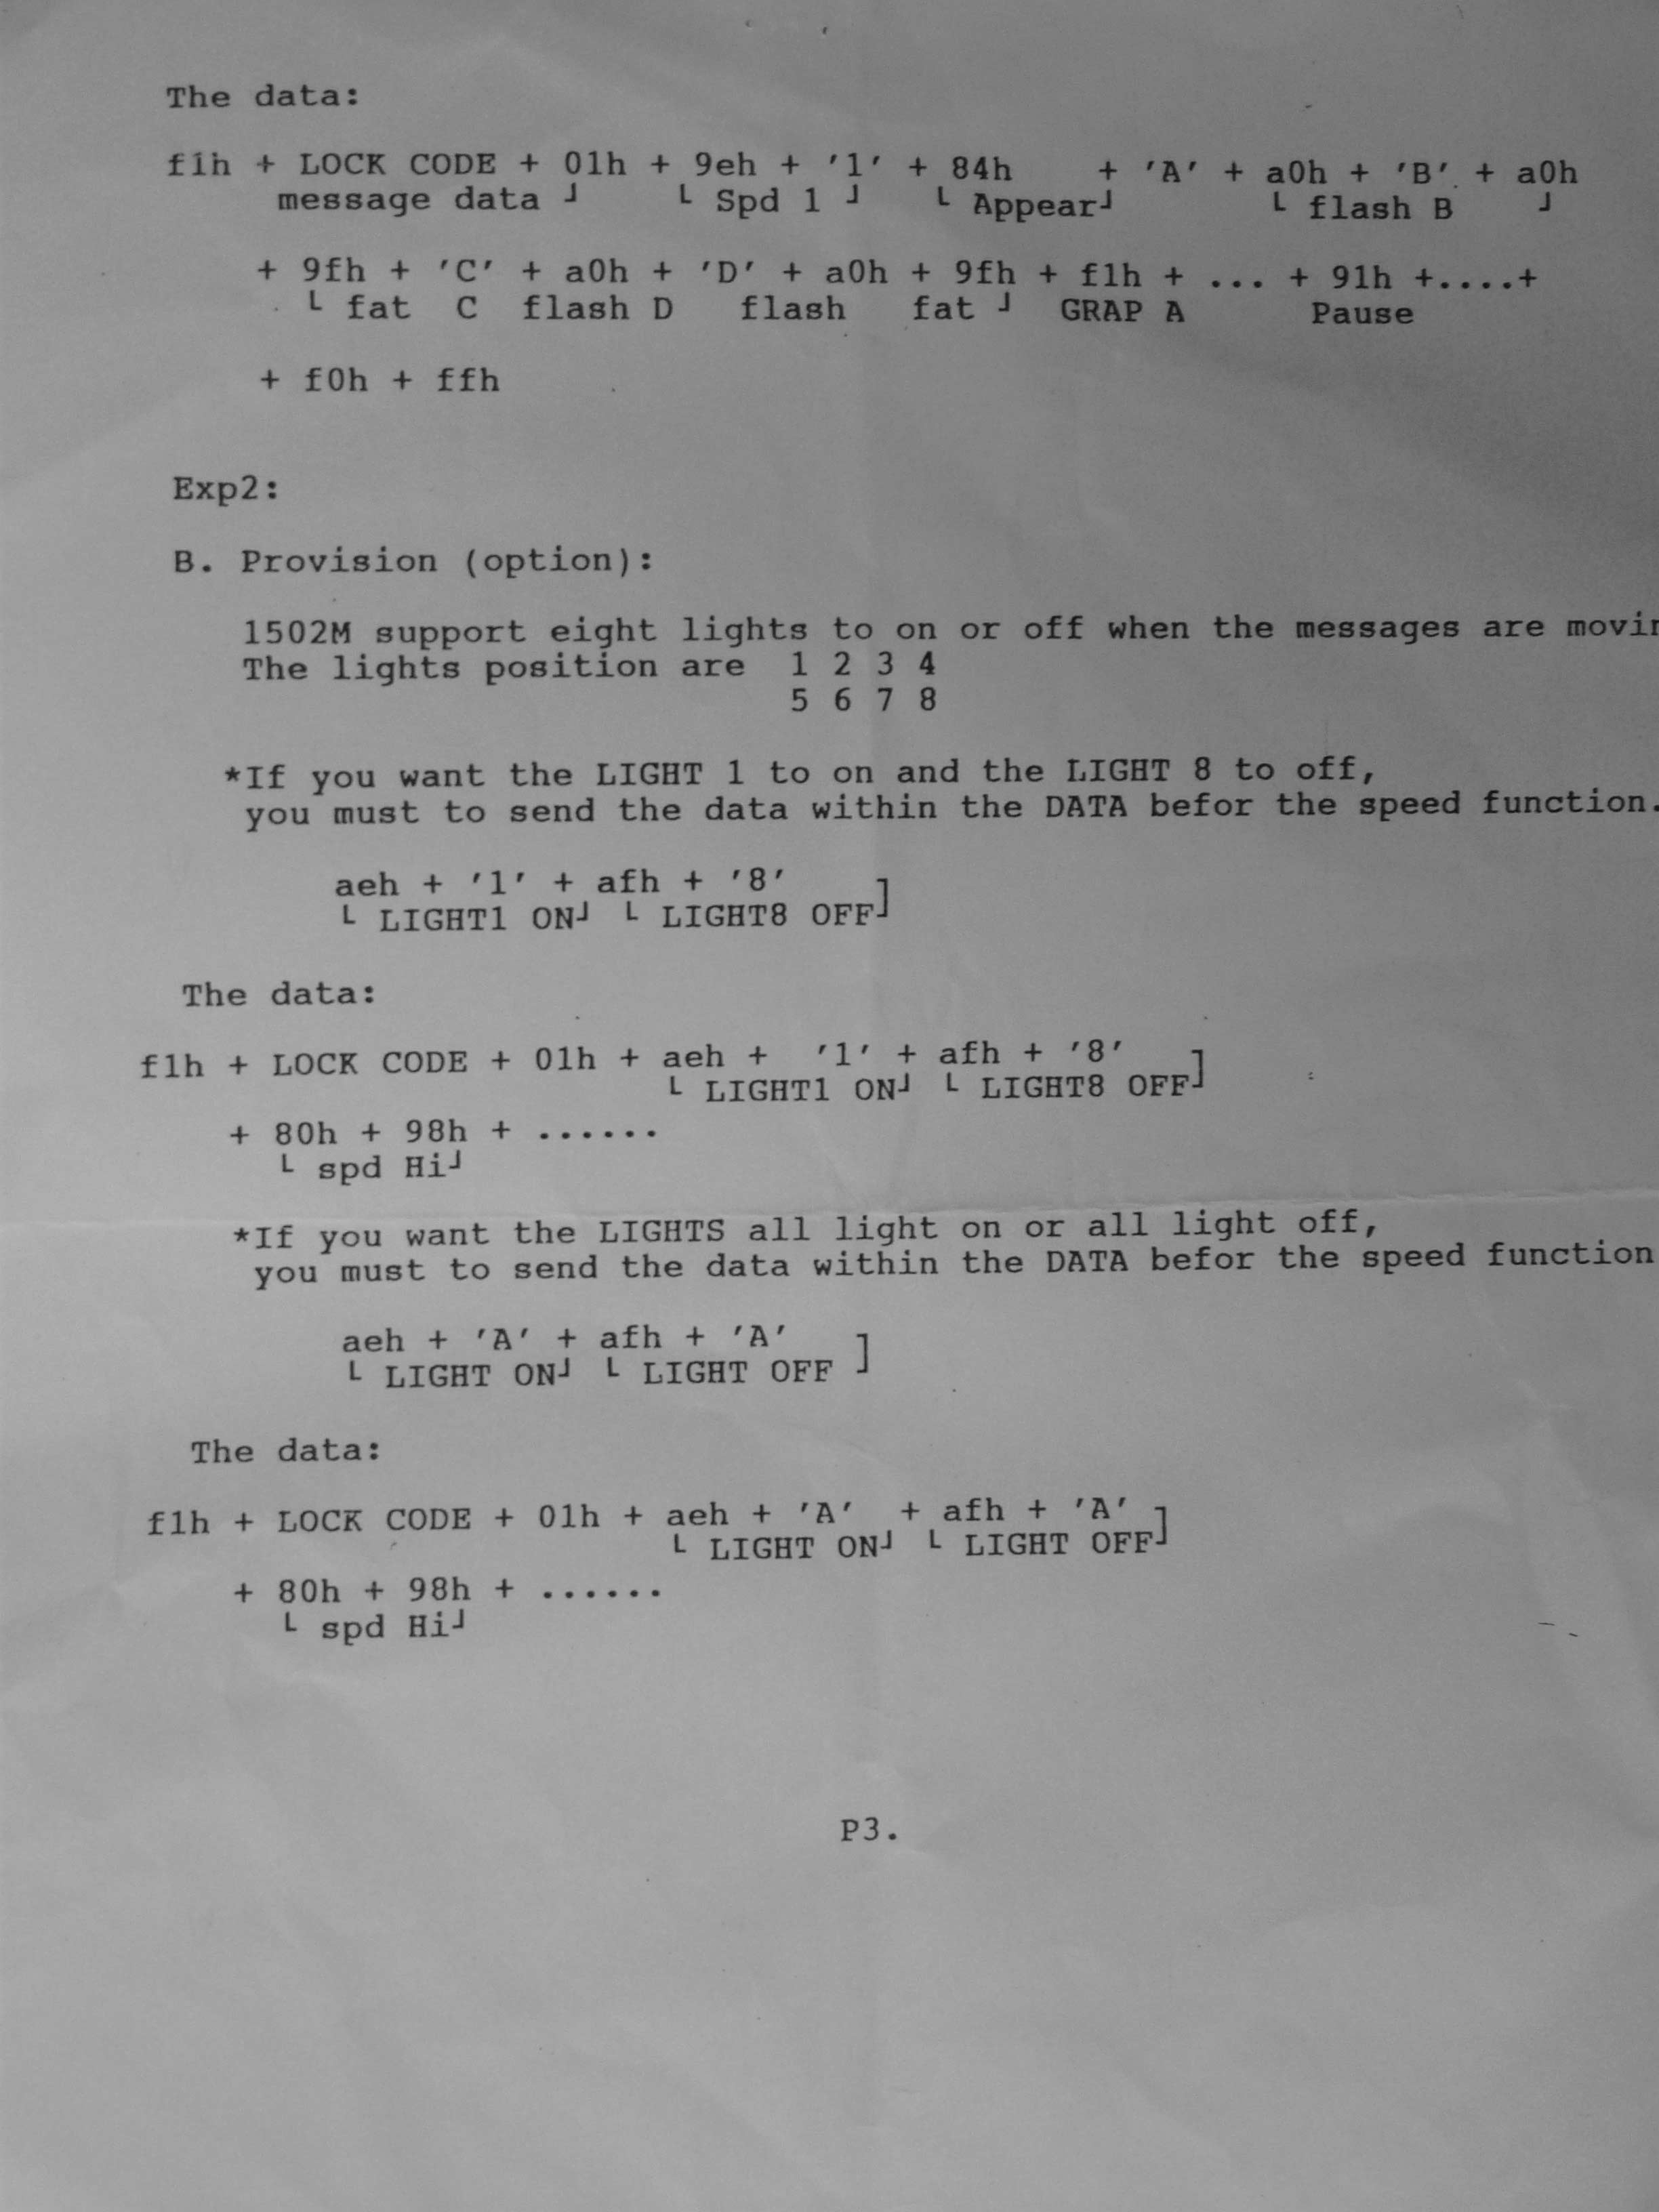 The data:
f1h + LOCK CODE + 01h + 9eh + '1' + 84h + 'A' + a0h + 'B' + a0h
message data ┘ └ Spd 1 ┘ └ Appear┘ └ flash B ┘
+ 9fh + 'C' + a0h + 'D' + a0h + 9fh + f1h + ... + 91h +....+
└ fat C flash D flash fat ┘ GRAP A Pause
+ f0h + ffh
Exp2:
B. Provision (option):
1502M support eight lights to on or off when the messages are
The lights position are 1 2 3 4
5 6 7 8
*If you want the LIGHT 1 to on and the LIGHT 8 to off,
you must to send the data within the DATA befor the speed function.
aeh + '1' + afh + '8'
└ LIGHT1 ON┘ └ LIGHT8 OFF┘
The data:
f1h + LOCK CODE + 01h + aeh + '1' + afh + '8'
└ LIGHT1 ON┘ └ LIGHT8 OFF┘
+ 80h + 98h + ......
└ spd Hi┘
*If you want the LIGHTS all light on or all light off,
you must to send the data within the DATA befor the speed function
aeh + 'A' + afh + 'A'
└ LIGHT ON┘ └ LIGHT OFF ┘
The data:
f1h + LOCK CODE + 01h + aeh + 'A' + afh + 'A'
└ LIGHT ON┘ └ LIGHT OFF┘
+ 80h + 98h + ......
└ spd Hi┘
P3.